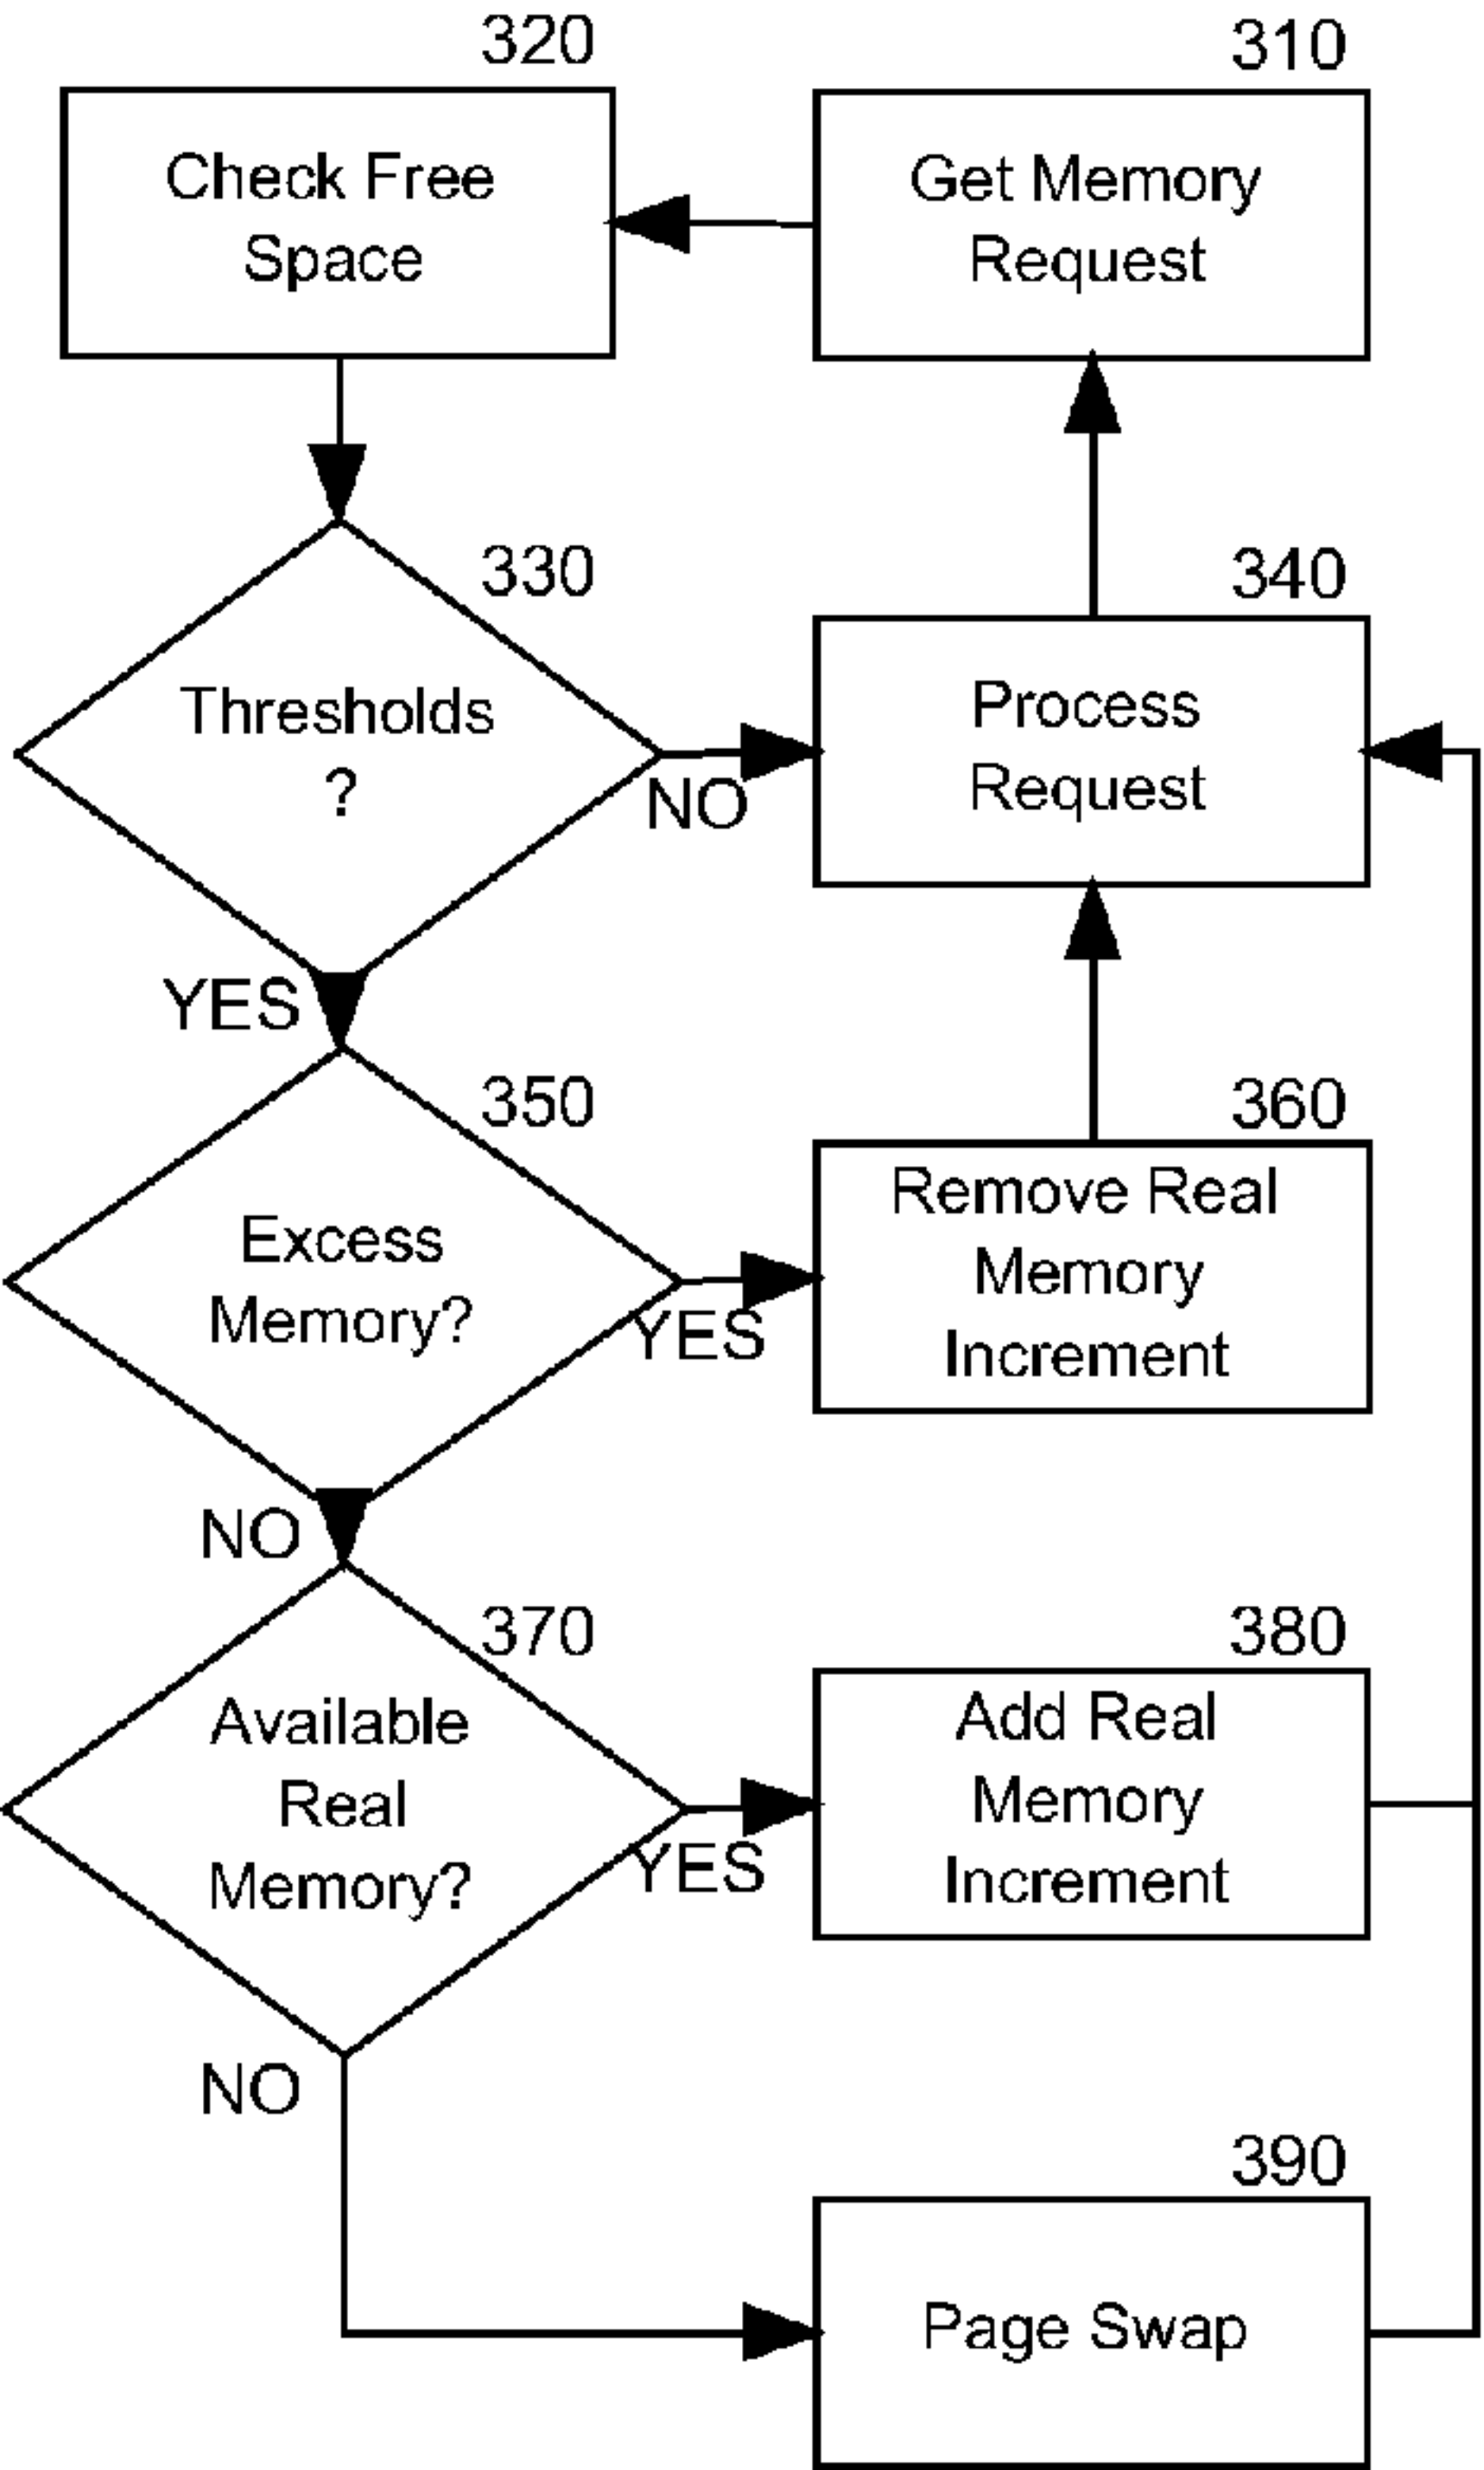 320
Check Free
Space
310
Get Memory
Request
330
Thresholds
?
NO
YES
340
Process
Request
350
Excess
Memory?
YES
NO
360
Remove Real
Memory
Increment
370
Available
Real
Memory?
YES
NO
380
Add Real
Memory
Increment
390
Page Swap